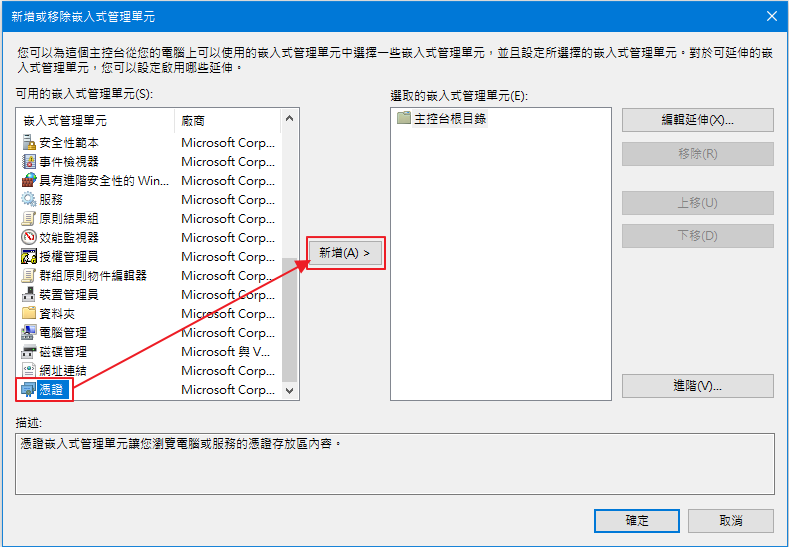 新增或移除嵌入式管理單元
您可以為這個主控台從您的電腦上可以使用的嵌入式管理單元中選擇一些嵌入式管理單元，並且設定所選擇的嵌入式管理單元。對於可延伸的嵌
入式管理單元，您可以設定啟用哪些延伸。
可用的嵌入式管理單元(S):
嵌入式管理單元 廠商
安全性範本 Microsoft Corp...
事件檢視器 Microsoft Corp...
具有進階安全性的 Win... Microsoft Corp...
服務 Microsoft Corp...
原則結果組 Microsoft Corp...
效能監視器 Microsoft Corp...
授權管理員 Microsoft Corp...
群組原則物件編輯器 Microsoft Corp...
裝置管理員 Microsoft Corp...
資料夾 Microsoft Corp...
電腦管理 Microsoft Corp...
磁碟管理 Microsoft 與 V...
網址連結 Microsoft Corp...
憑證 Microsoft Corp...
新增(A) >
選取的嵌入式管理單元(E):
主控台根目錄
編輯延伸(X)...
移除(R)
上移(U)
下移(D)
進階(V)...
描述:
憑證嵌入式管理單元讓您瀏覽電腦或服務的憑證存放區內容。
確定
取消